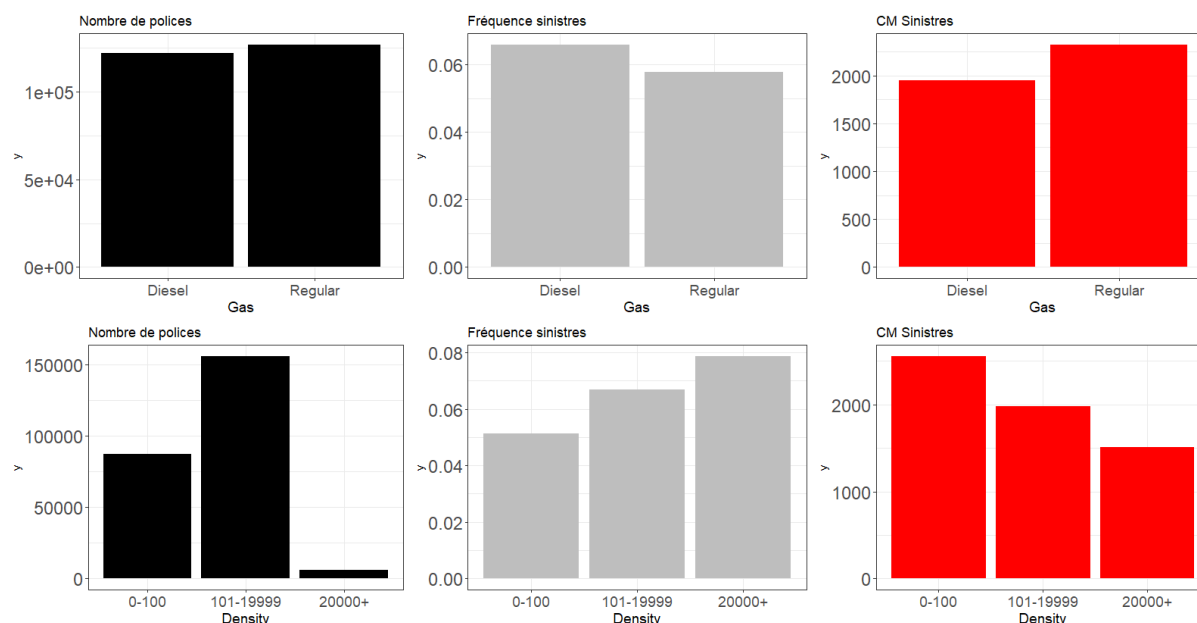 Nombre de polices
y
1e+05
5e+04
0e+00
Diesel Regular
Gas
Fréquence sinistres
y
0.06
0.04
0.02
0.00
Diesel Regular
Gas
CM Sinistres
y
2000
1500
1000
500
0
Diesel Regular
Gas
Nombre de polices
y
150000
100000
50000
0
0-100 101-19999 20000+
Density
Fréquence sinistres
y
0.08
0.06
0.04
0.02
0.00
0-100 101-19999 20000+
Density
CM Sinistres
y
2000
1000
0
0-100 101-19999 20000+
Density